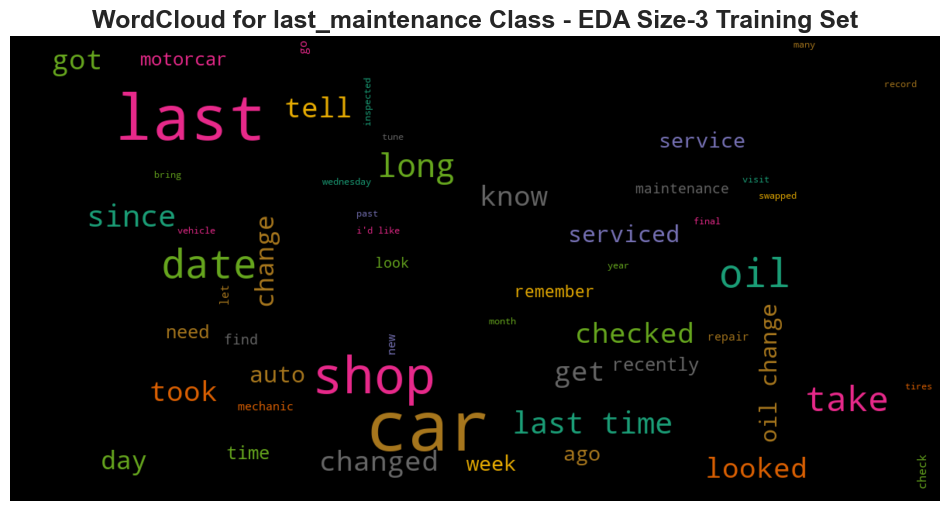 WordCloud for last_maintenance Class - EDA Size-3 Training Set
go
many
got
motorcar
record
last
tell
inspected
tune
service
long
bring
wednesday
visit
know
maintenance
swapped
since
past
final
vehicle
i'd like
serviced
change
date
look
year
oil
let
remember
month
need
find
new
checked
repair
oil change
shop
auto
get
recently
took
tires
mechanic
take
car
last time
day
time
changed
week
ago
looked
check